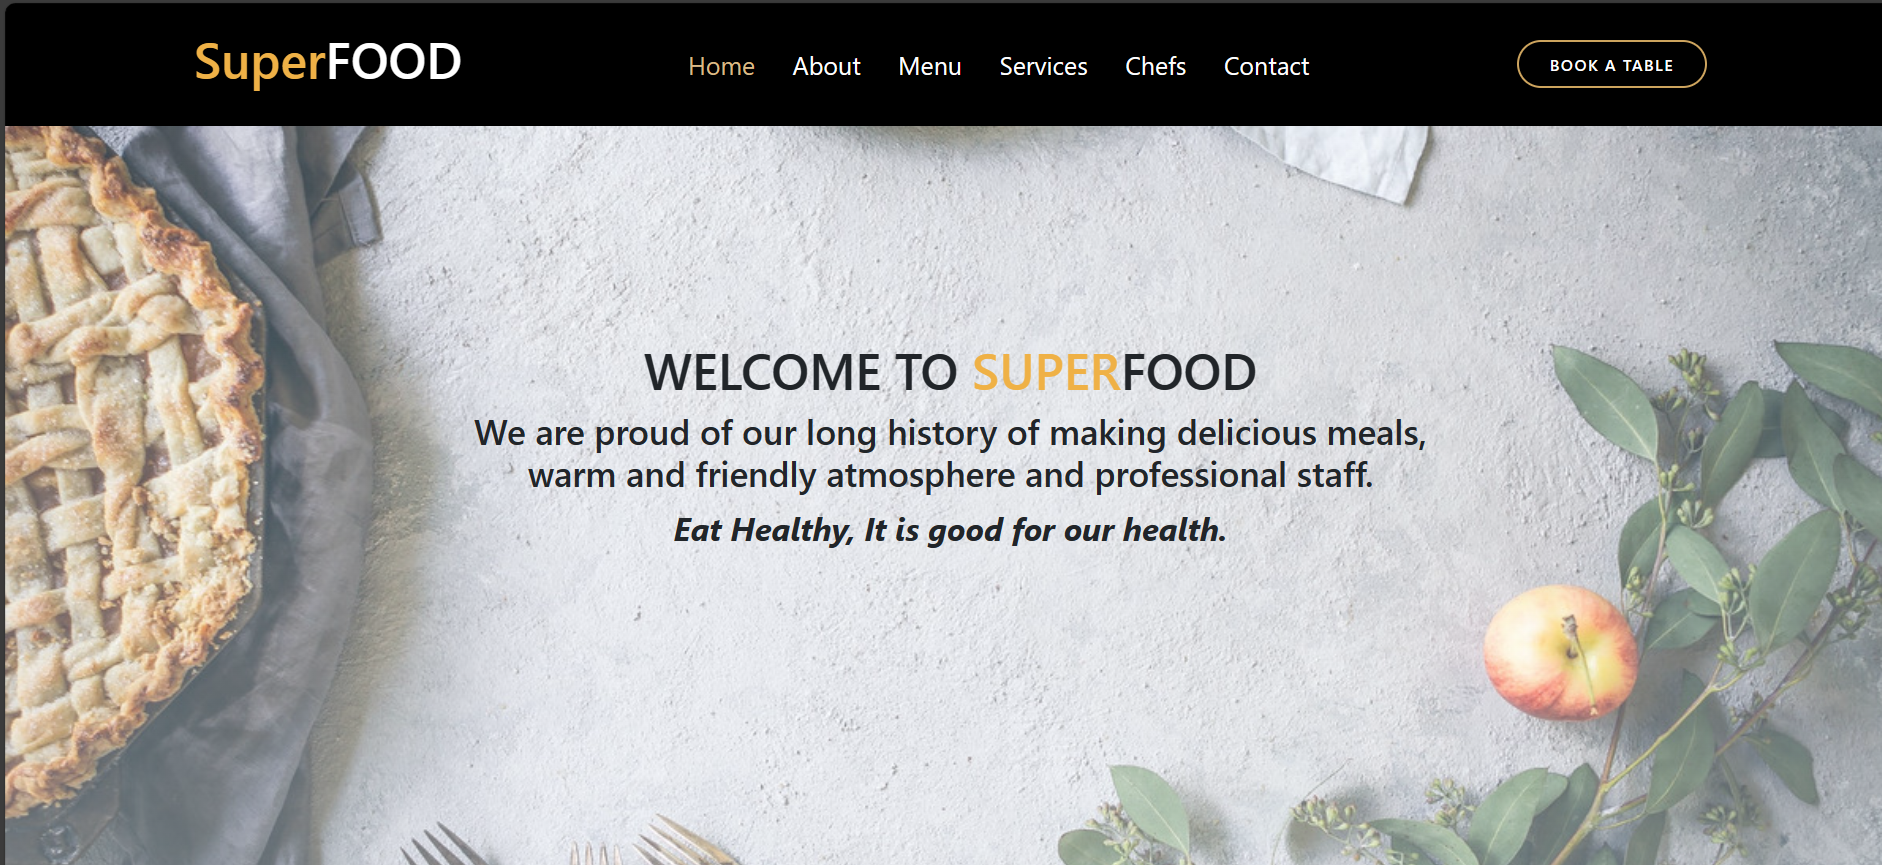 SuperFOOD
Home About Menu Services Chefs Contact
BOOK A TABLE
WELCOME TO SUPERFOOD
We are proud of our long history of making delicious meals,
warm and friendly atmosphere and professional staff.
Eat Healthy, It is good for our health.